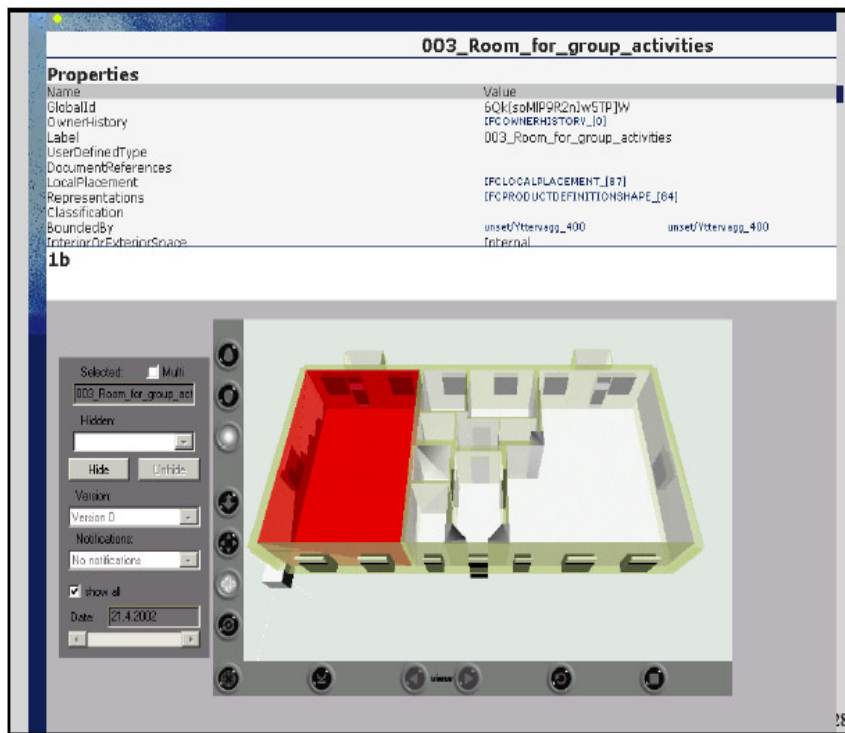 003_Room_for_group_activities
Properties
Name Value
GlobalId 6Qk[soMIP9R2nIw5TP]W
OwnerHistory IFCOWNERHISTORY_[0]
Label 003_Room_for_group_activities
UserDefinedType
DocumentReferences
LocalPlacement IFCLOCALPLACEMENT_[87]
Representations IFCPRODUCTDEFINITIONSHAPE_[84]
Classification
BoundedBy unset/Yttervagg_400 unset/Yttervagg_400
InteriorOrExteriorSpace Internal
1b
Selected: Multi
003_Room_for_group_act
Hidden:
Hide Unhide
Version:
Version 0
Notifications:
No notifications
show all
Date: 21.4.2002
view
28